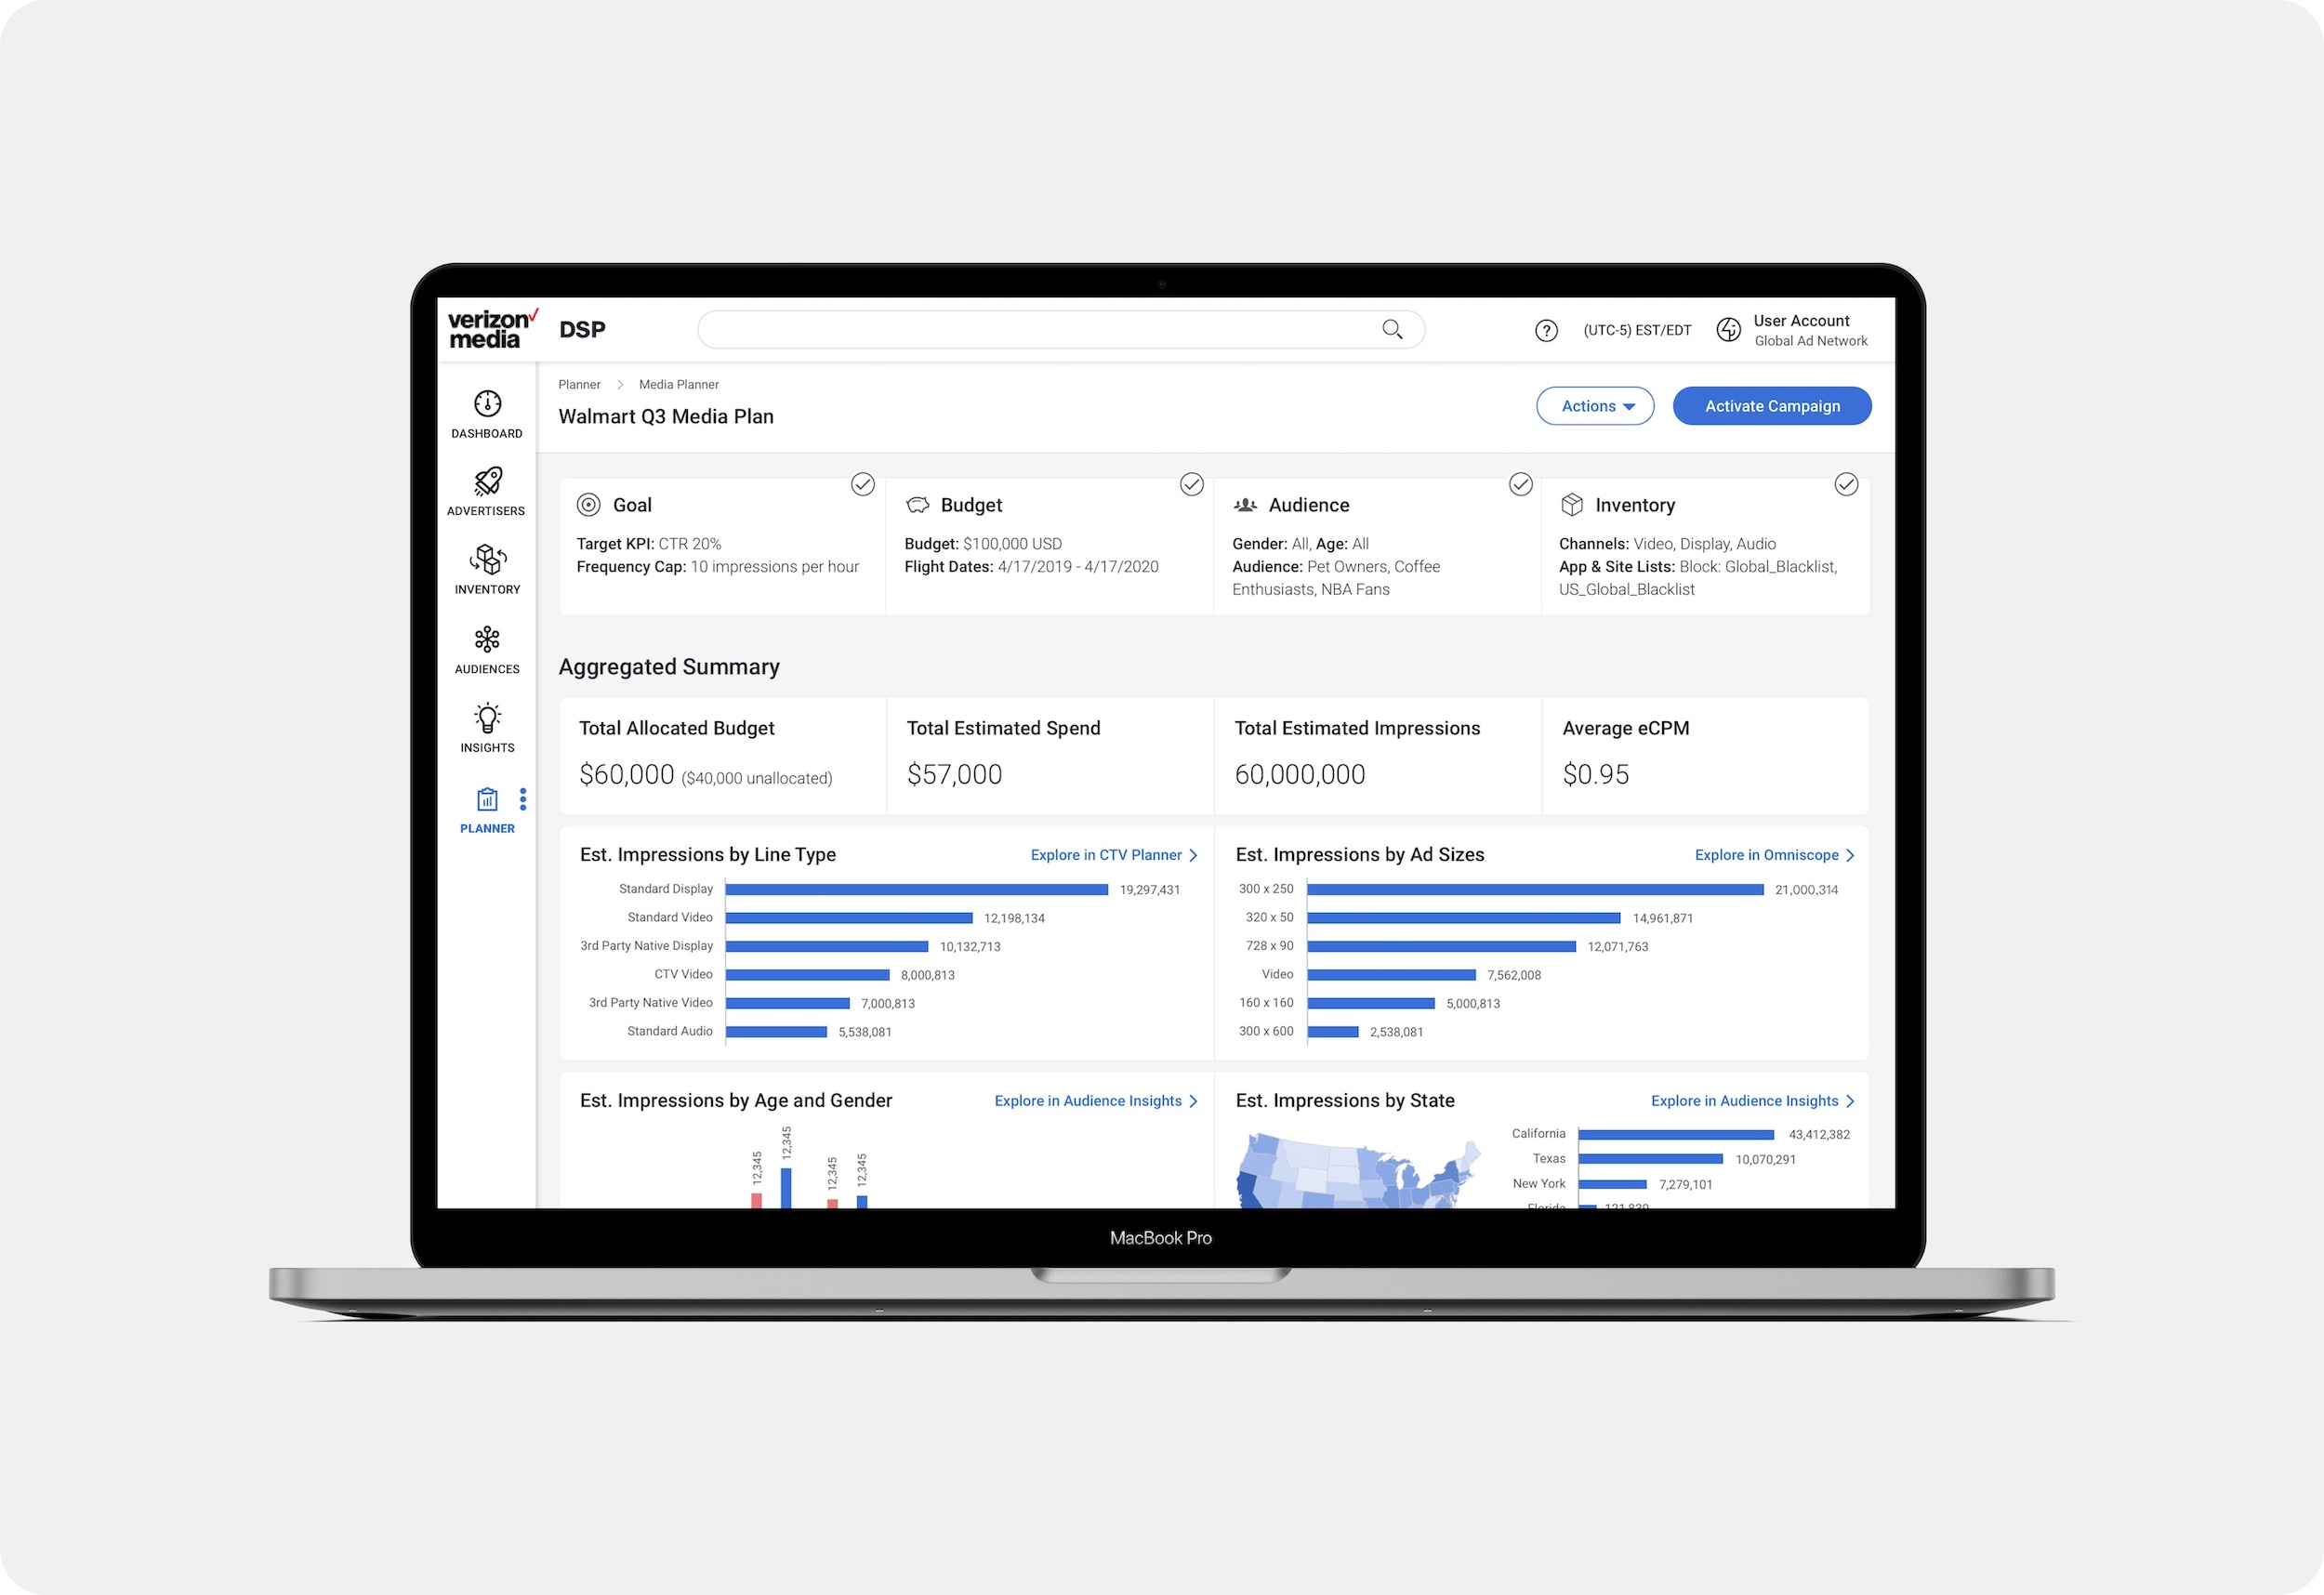 verizon
media
DSP
(UTC-5) EST/EDT
User Account
Global Ad Network
DASHBOARD
ADVERTISERS
INVENTORY
AUDIENCES
INSIGHTS
PLANNER
Planner > Media Planner
Walmart Q3 Media Plan
Actions
Activate Campaign
Goal
Target KPI: CTR 20%
Frequency Cap: 10 impressions per hour
Budget
Budget: $100,000 USD
Flight Dates: 4/17/2019 - 4/17/2020
Audience
Gender: All, Age: All
Audience: Pet Owners, Coffee
Enthusiasts, NBA Fans
Inventory
Channels: Video, Display, Audio
App & Site Lists: Block: Global_Blacklist,
US_Global_Blacklist
Aggregated Summary
Total Allocated Budget
$60,000 ($40,000 unallocated)
Total Estimated Spend
$57,000
Total Estimated Impressions
60,000,000
Average eCPM
$0.95
Est. Impressions by Line Type
Explore in CTV Planner >
Standard Display 19,297,431
Standard Video 12,198,134
3rd Party Native Display 10,132,713
CTV Video 8,000,813
3rd Party Native Video 7,000,813
Standard Audio 5,538,081
Est. Impressions by Ad Sizes
Explore in Omniscope >
300 x 250 21,000,314
320 x 50 14,961,871
728 x 90 12,071,763
Video 7,562,008
160 x 160 5,000,813
300 x 600 2,538,081
Est. Impressions by Age and Gender
Explore in Audience Insights >
12,345
12,345
12,345
12,345
Est. Impressions by State
Explore in Audience Insights >
California 43,412,382
Texas 10,070,291
New York 7,279,101
Florida 121,839
MacBook Pro